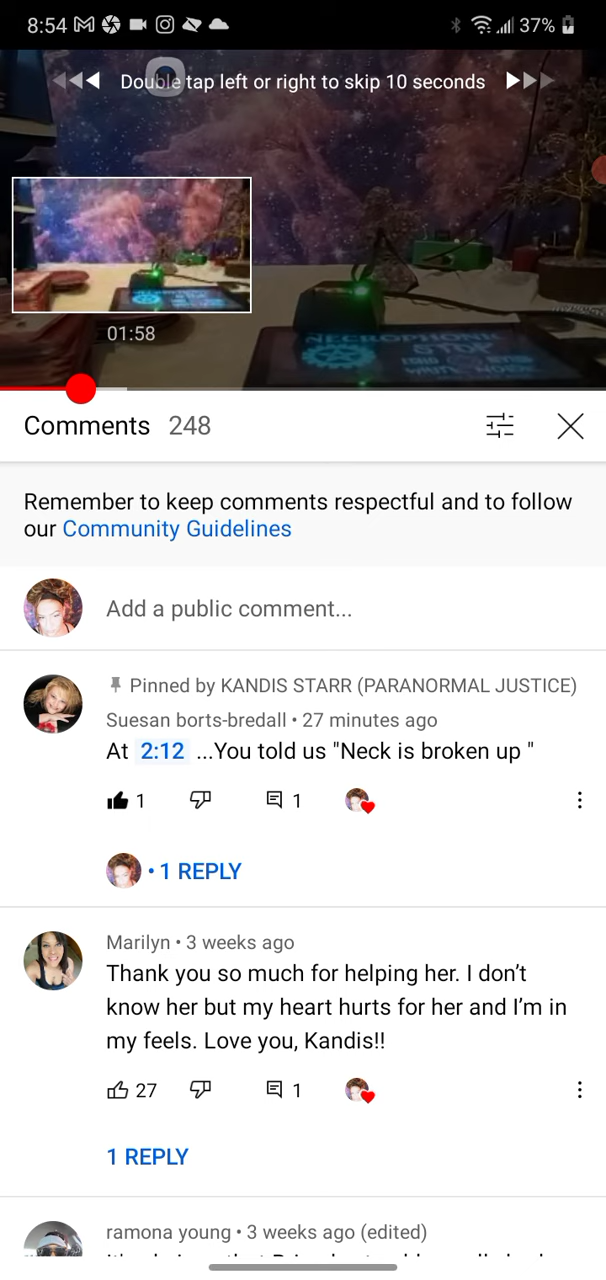 8:54
37%
Double tap left or right to skip 10 seconds
01:58
NECROPHONIC
Comments 248
Remember to keep comments respectful and to follow
our Community Guidelines
Add a public comment...
Pinned by KANDIS STARR (PARANORMAL JUSTICE)
Suesan borts-bredall • 27 minutes ago
At 2:12 ...You told us "Neck is broken up "
1
1
• 1 REPLY
Marilyn • 3 weeks ago
Thank you so much for helping her. I don't
know her but my heart hurts for her and I'm in
my feels. Love you, Kandis!!
27
1
1 REPLY
ramona young • 3 weeks ago (edited)